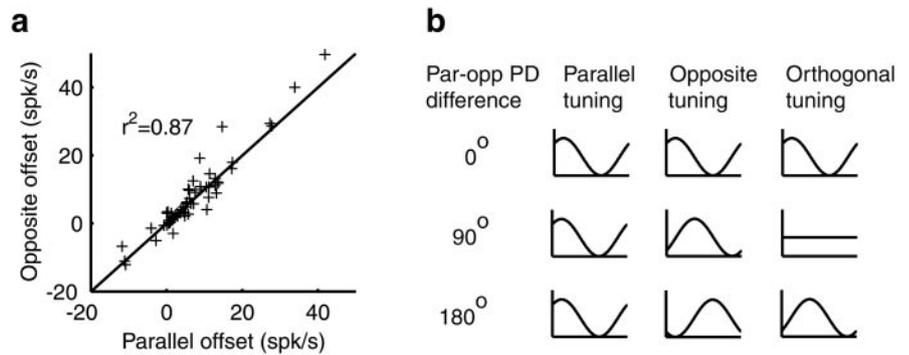 a
Opposite offset (spk/s)
40
20
0
-20
r²=0.87
-20 0 20 40
Parallel offset (spk/s)
b
Par-opp PD difference
Parallel tuning
Opposite tuning
Orthogonal tuning
0°
90°
180°